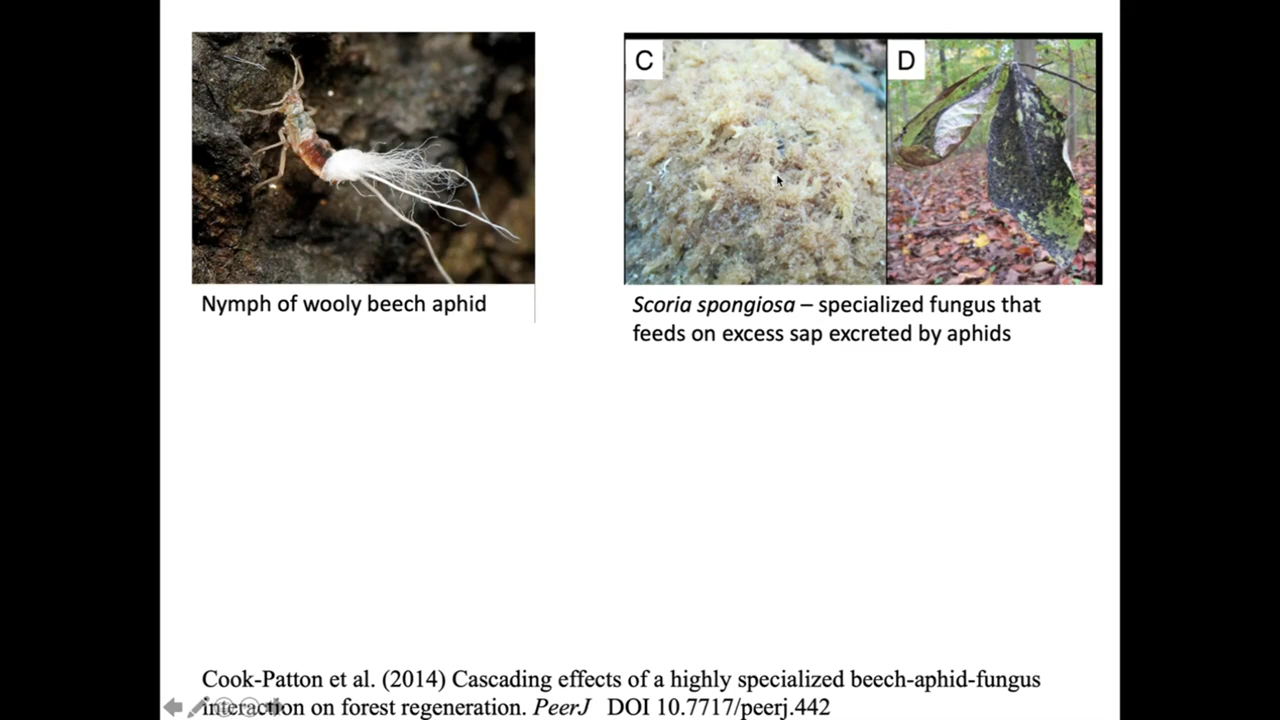 C
D
Nymph of wooly beech aphid
Scoria spongiosa – specialized fungus that
feeds on excess sap excreted by aphids
Cook-Patton et al. (2014) Cascading effects of a highly specialized beech-aphid-fungus
interaction on forest regeneration. PeerJ DOI 10.7717/peerj.442